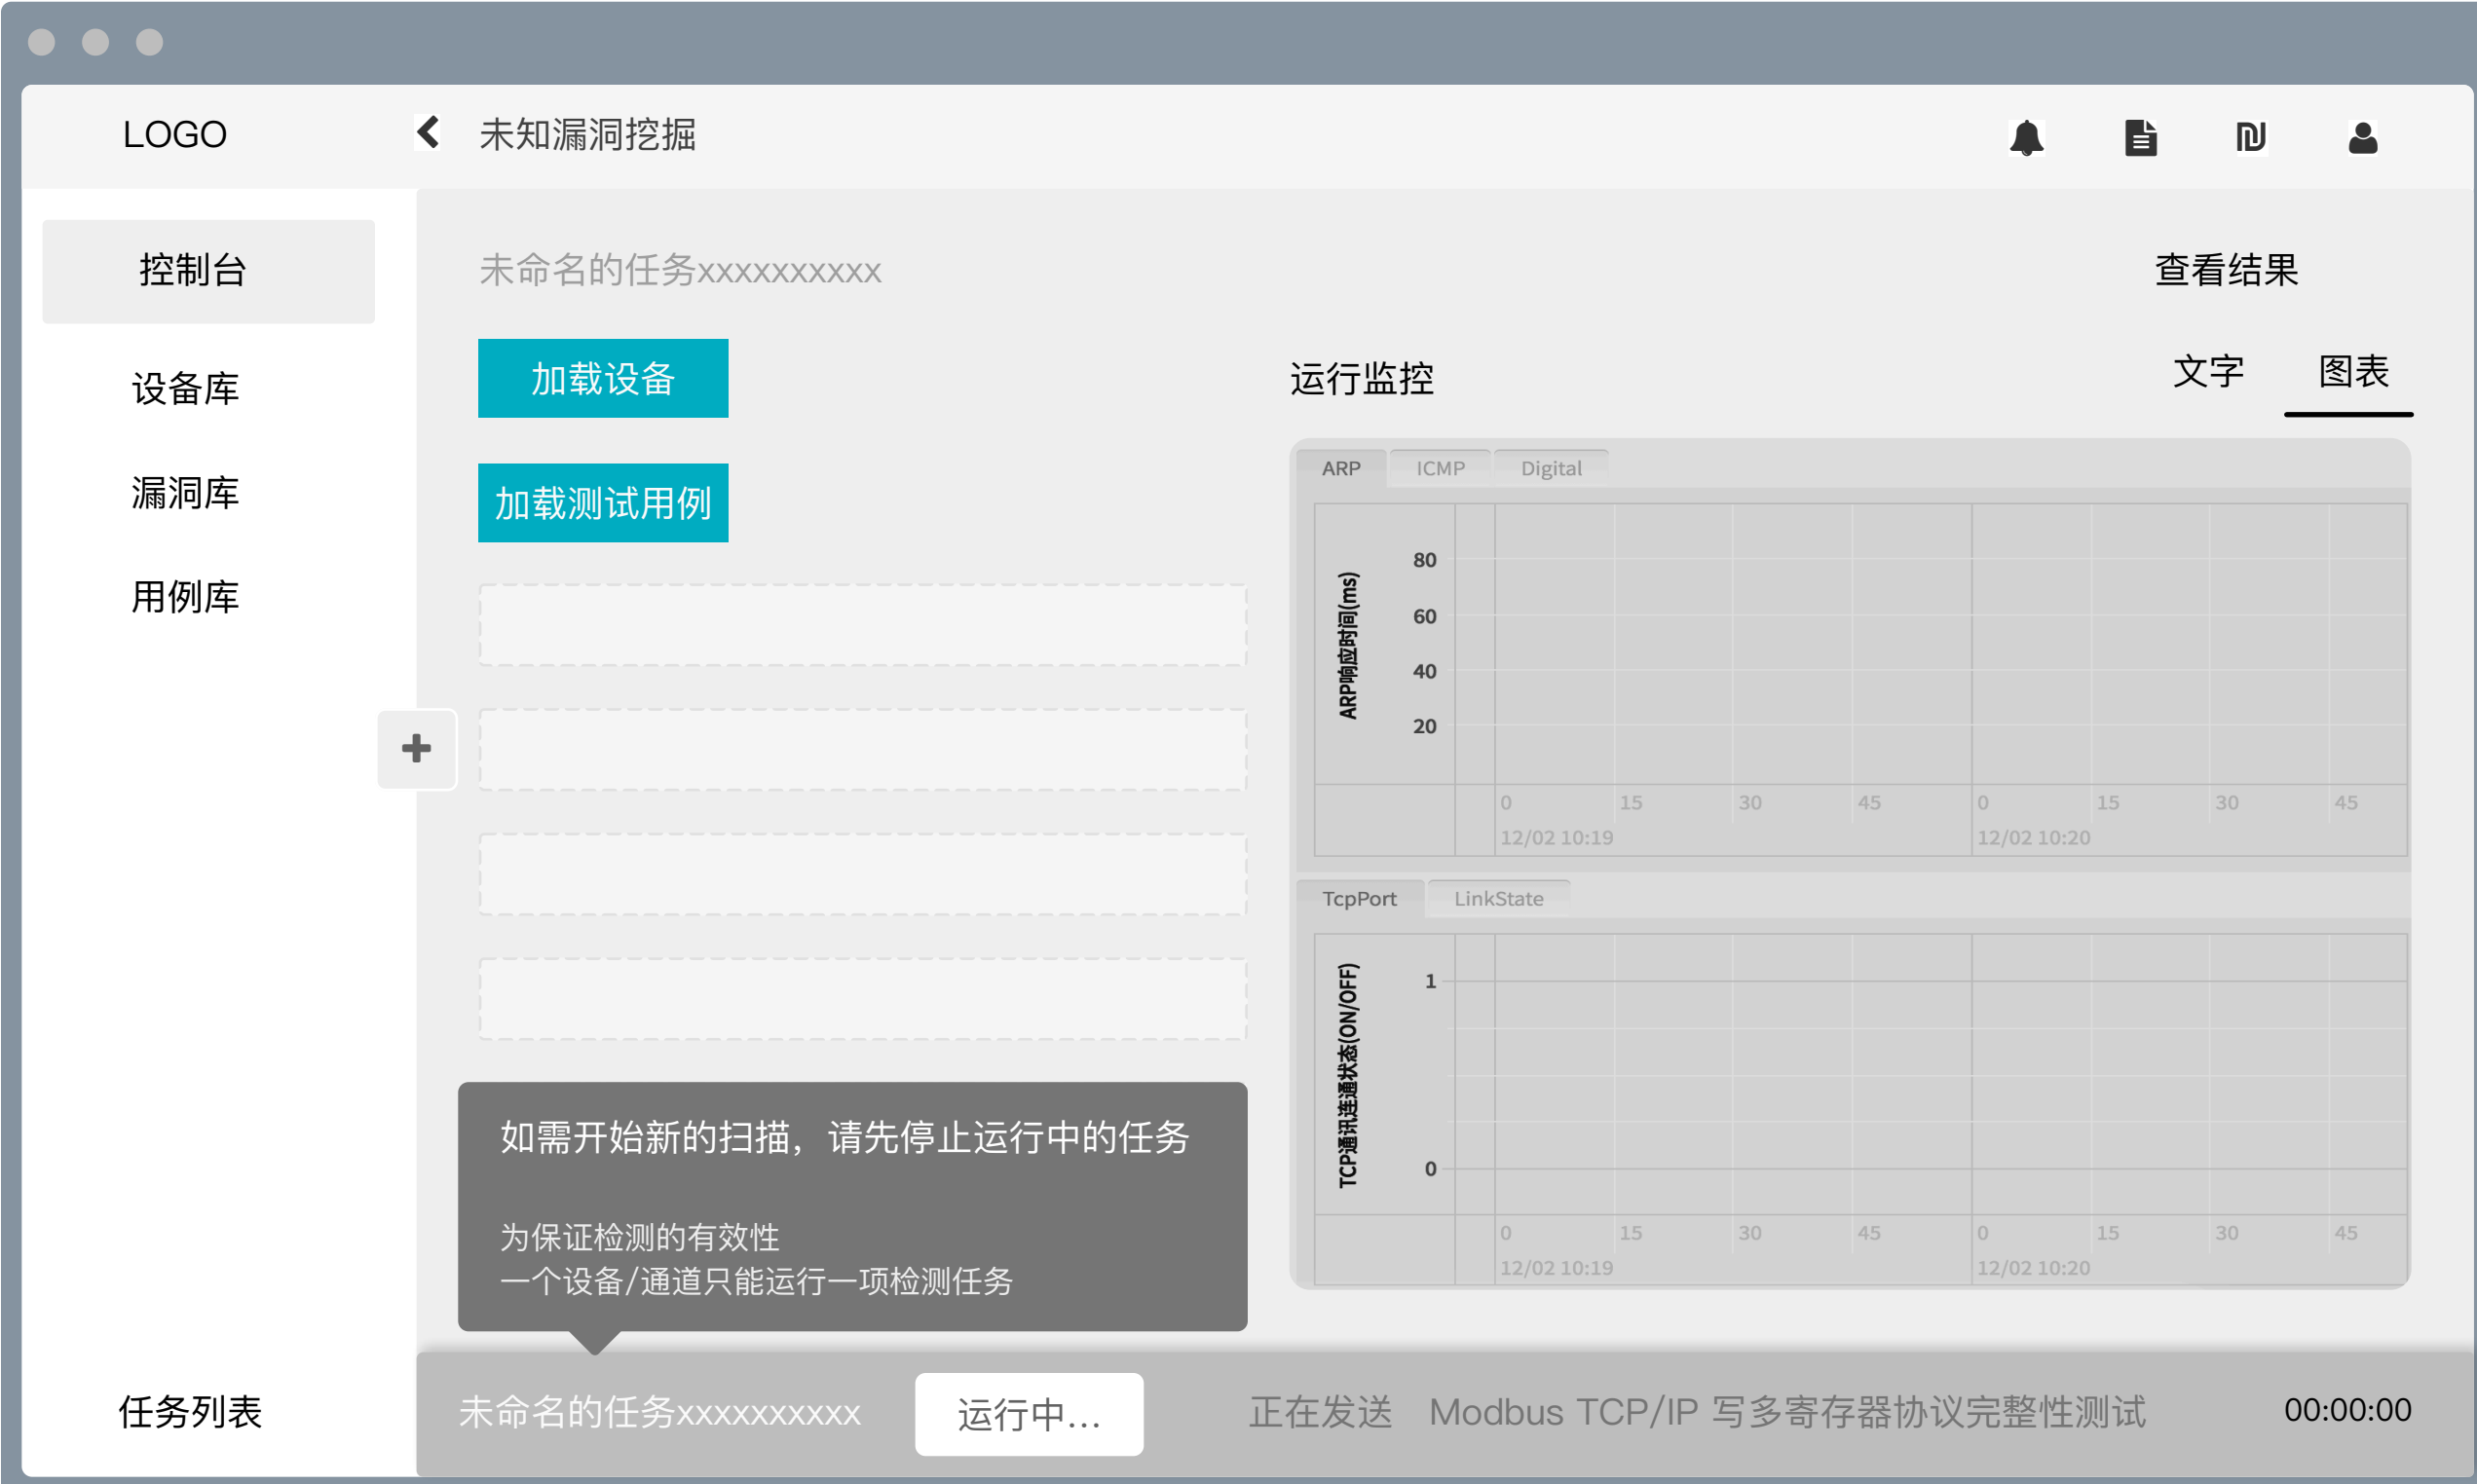 LOGO
未知漏洞挖掘
控制台
设备库
漏洞库
用例库
任务列表
未命名的任务xxxxxxxxxx
查看结果
加载设备
加载测试用例
运行监控
文字
图表
ARP
ICMP
Digital
ARP响应时间(ms)
80
60
40
20
0 15 30 45 0 15 30 45
12/02 10:19 12/02 10:20
TcpPort
LinkState
TCP通讯连通状态(ON/OFF)
1
0
0 15 30 45 0 15 30 45
12/02 10:19 12/02 10:20
如需开始新的扫描，请先停止运行中的任务
为保证检测的有效性
一个设备/通道只能运行一项检测任务
未命名的任务xxxxxxxxxx
运行中...
正在发送 Modbus TCP/IP 写多寄存器协议完整性测试
00:00:00